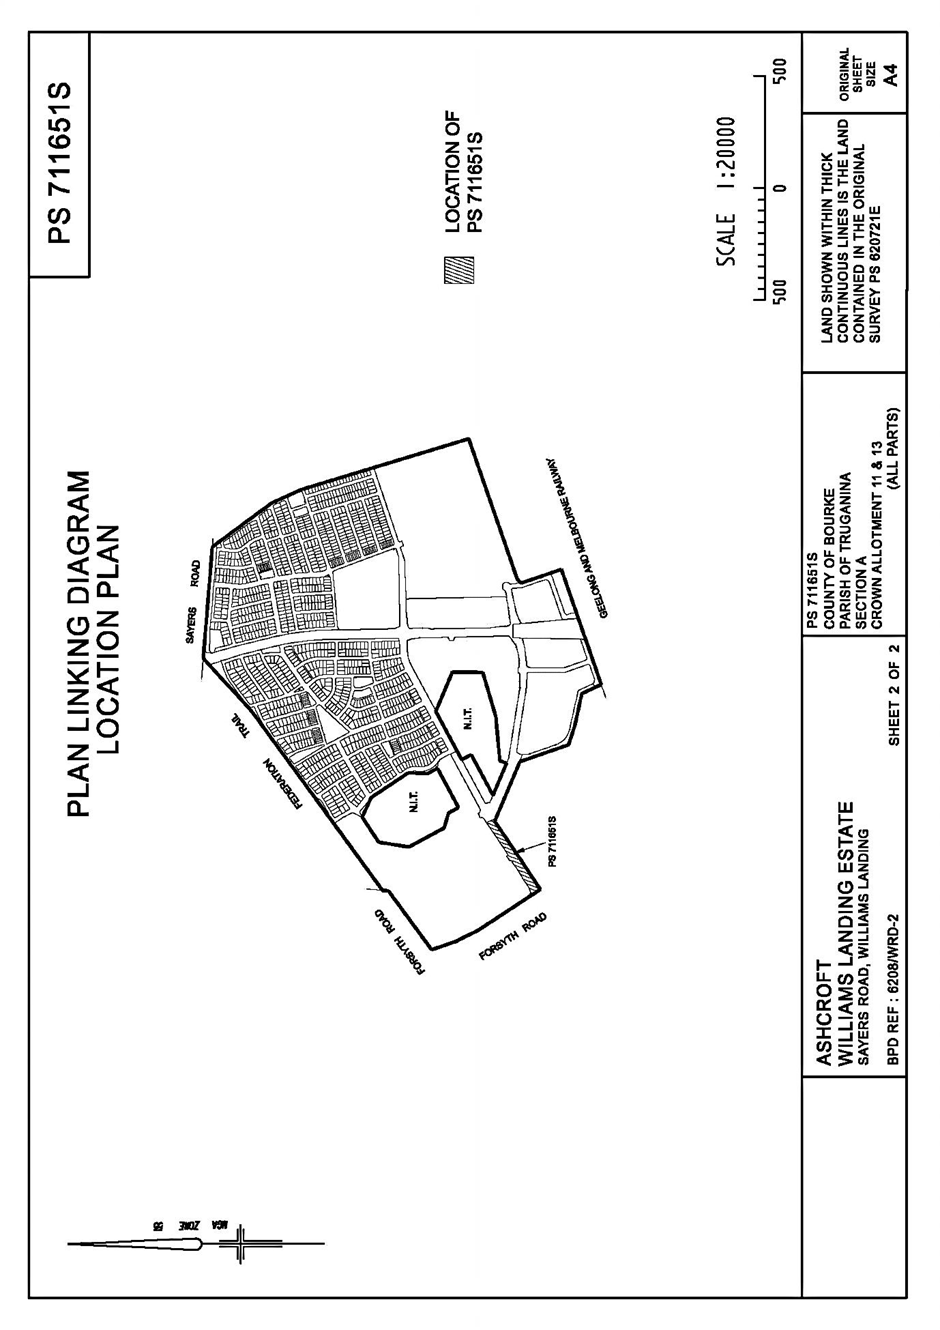 PLAN LINKING DIAGRAM
LOCATION PLAN
PS 711651S
LOCATION OF
PS 711651S
SAYERS ROAD
FEDERATION TRAIL
FORSYTH ROAD
FORSYTH ROAD
GEELONG AND MELBOURNE RAILWAY
N.I.T.
N.I.T.
PS 711651S
MGA ZONE 55
SCALE 1:20000
500 0 500
ASHCROFT
WILLIAMS LANDING ESTATE
SAYERS ROAD, WILLIAMS LANDING
BPD REF : 6208/WRD-2
SHEET 2 OF 2
PS 711651S
COUNTY OF BOURKE
PARISH OF TRUGANINA
SECTION A
CROWN ALLOTMENT 11 & 13
(ALL PARTS)
LAND SHOWN WITHIN THICK
CONTINUOUS LINES IS THE LAND
CONTAINED IN THE ORIGINAL
SURVEY PS 620721E
ORIGINAL
SHEET
SIZE
A4